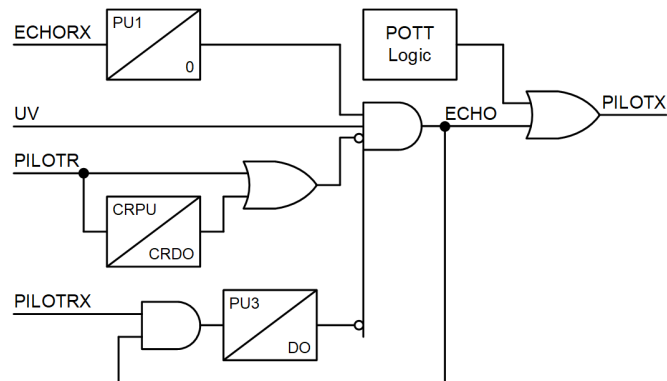 ECHORX
PU1
0
POTT
Logic
UV
ECHO
PILOTX
PILOTR
CRPU
CRDO
PILOTRX
PU3
DO